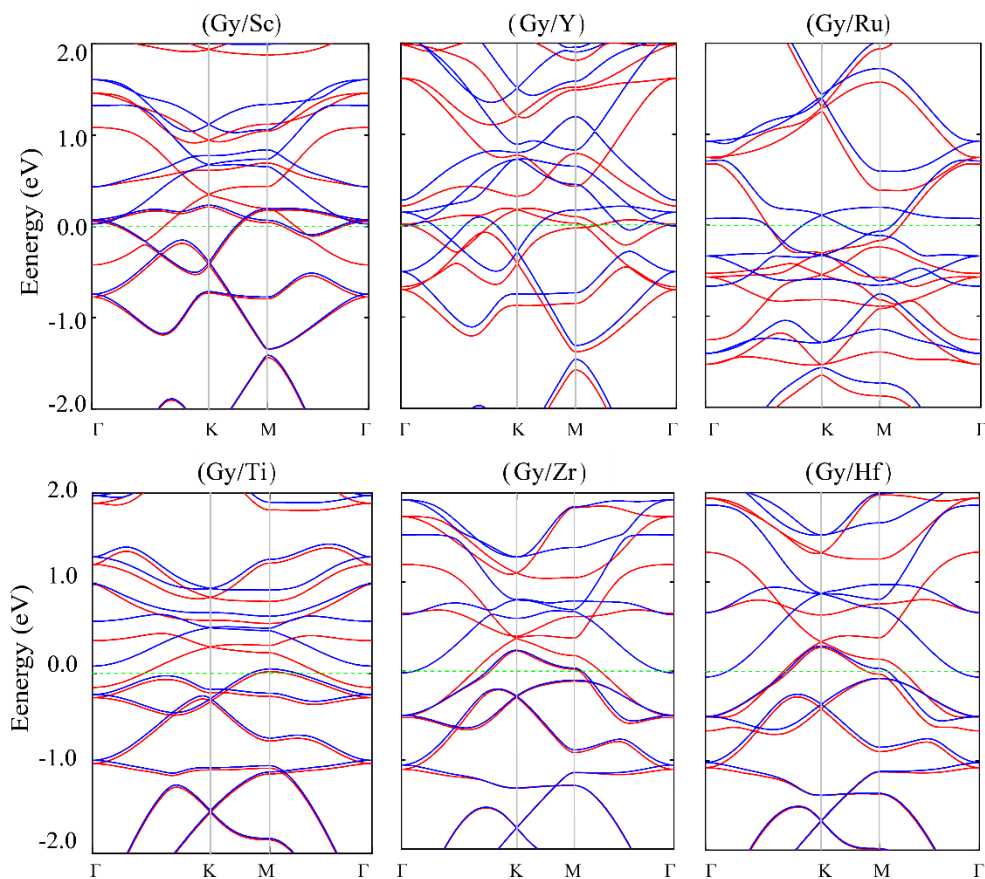 (Gy/Sc) (Gy/Y) (Gy/Ru)
Eenergy (eV)
2.0
1.0
0.0
-1.0
-2.0
Γ K M Γ Γ K M Γ Γ K M Γ
(Gy/Ti) (Gy/Zr) (Gy/Hf)
Eenergy (eV)
2.0
1.0
0.0
-1.0
-2.0
Γ K M Γ Γ K M Γ Γ K M Γ